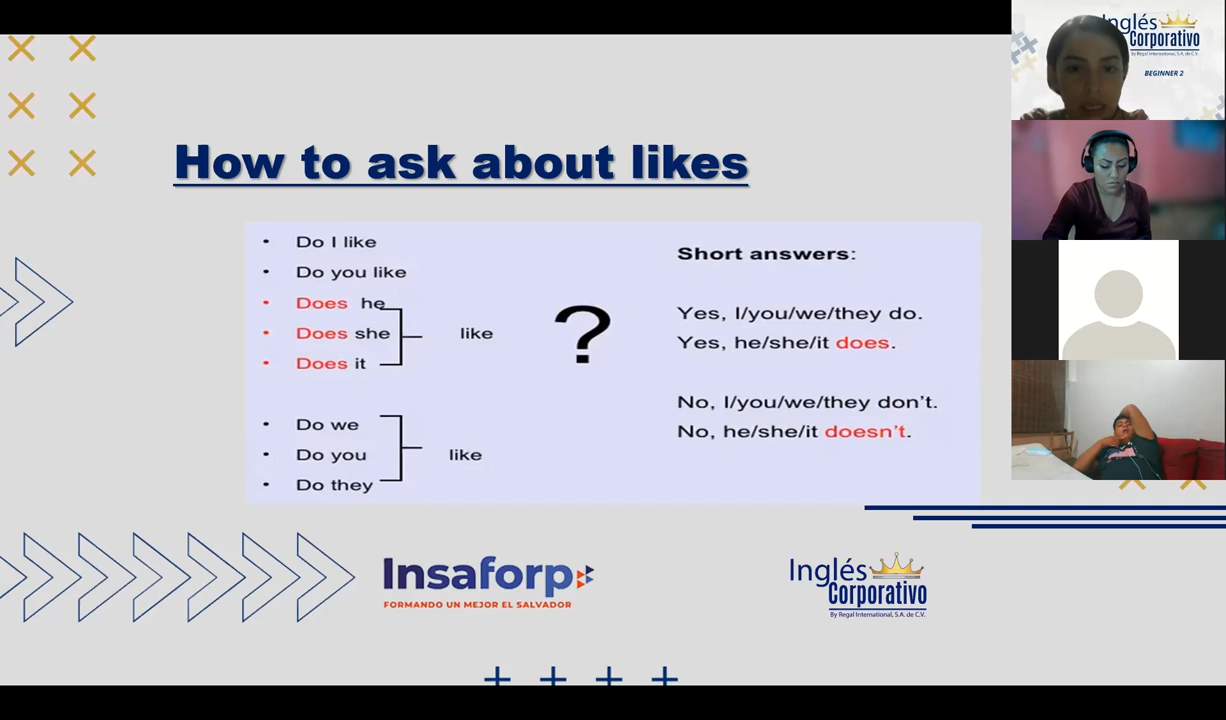 How to ask about likes
• Do I like
• Do you like
• Does he
• Does she
• Does it
like
• Do we
• Do you
• Do they
like
?
Short answers:
Yes, I/you/we/they do.
Yes, he/she/it does.
No, I/you/we/they don't.
No, he/she/it doesn't.
Insaforp
FORMANDO UN MEJOR EL SALVADOR
Inglés
Corporativo
By Regal International, S.A. de C.V.
Inglés
Corporativo
By Regal International, S.A. de C.V.
BEGINNER 2